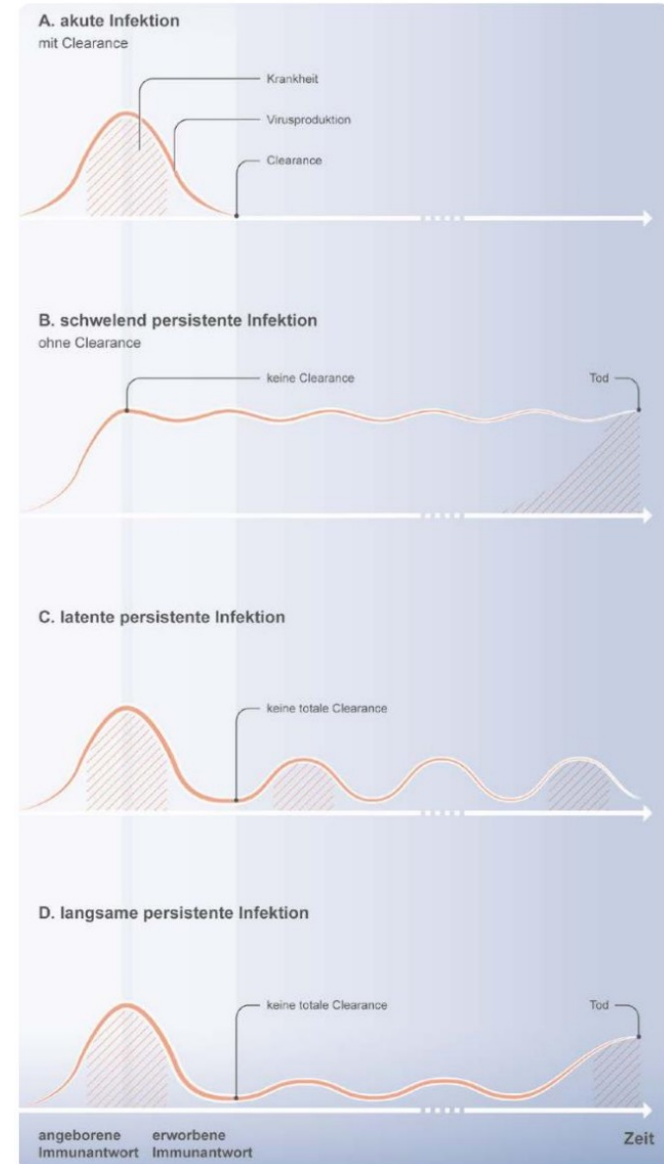 A. akute Infektion
mit Clearance
Krankheit
Virusproduktion
Clearance
B. schwelend persistente Infektion
ohne Clearance
keine Clearance
Tod
C. latente persistente Infektion
keine totale Clearance
D. langsame persistente Infektion
keine totale Clearance
Tod
angeborene
Immunantwort
erworbene
Immunantwort
Zeit